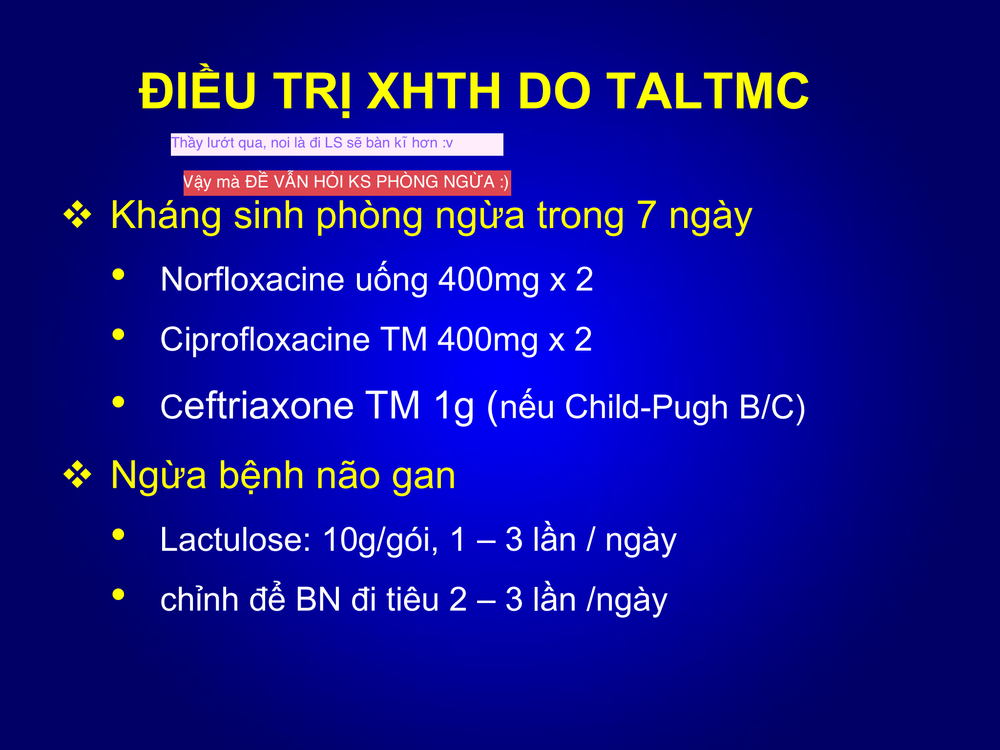 ĐIỀU TRỊ XHTH DO TALTMC
Thầy lướt qua, noi là đi LS sẽ bàn kĩ hơn :v
Vậy mà ĐỀ VẪN HỎI KS PHÒNG NGỪA :)
❖ Kháng sinh phòng ngừa trong 7 ngày
• Norfloxacine uống 400mg x 2
• Ciprofloxacine TM 400mg x 2
• Ceftriaxone TM 1g (nếu Child-Pugh B/C)
❖ Ngừa bệnh não gan
• Lactulose: 10g/gói, 1 – 3 lần / ngày
• chỉnh để BN đi tiêu 2 – 3 lần /ngày